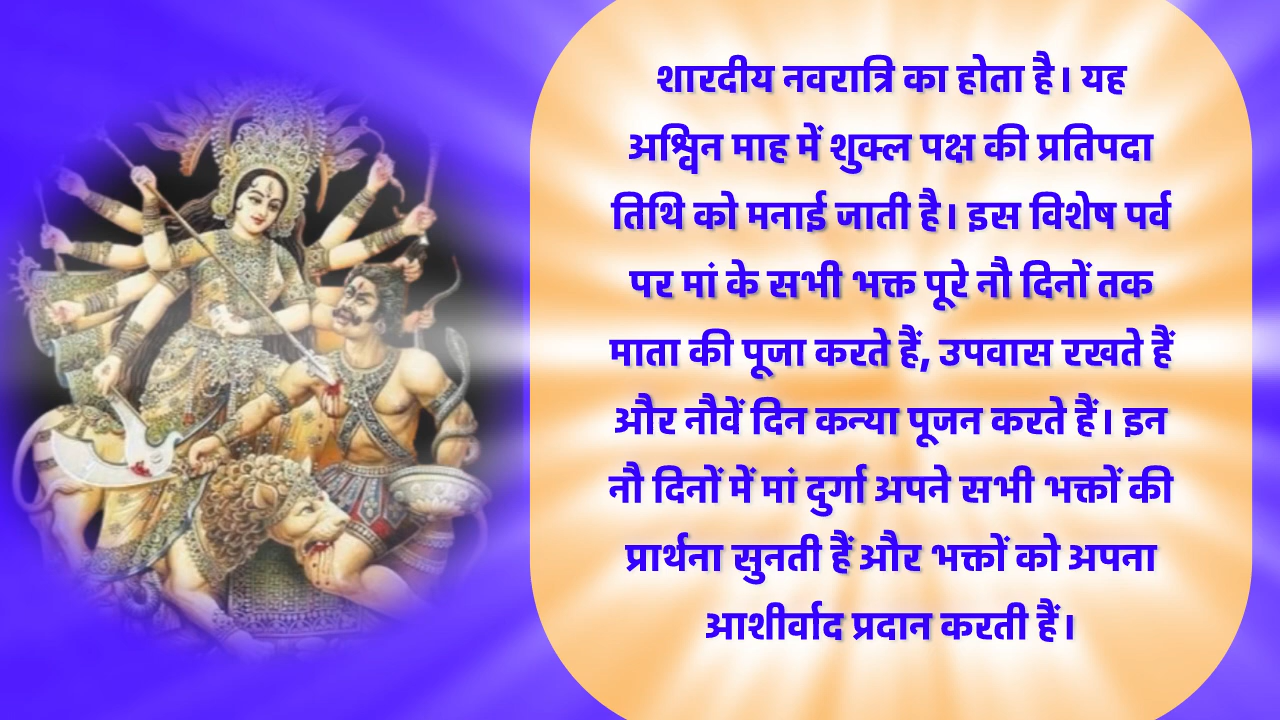 शारदीय नवरात्रि का होता है। यह
अश्विन माह में शुक्ल पक्ष की प्रतिपदा
तिथि को मनाई जाती है। इस विशेष पर्व
पर मां के सभी भक्त पूरे नौ दिनों तक
माता की पूजा करते हैं, उपवास रखते हैं
और नौवें दिन कन्या पूजन करते हैं। इन
नौ दिनों में मां दुर्गा अपने सभी भक्तों की
प्रार्थना सुनती हैं और भक्तों को अपना
आशीर्वाद प्रदान करती हैं।